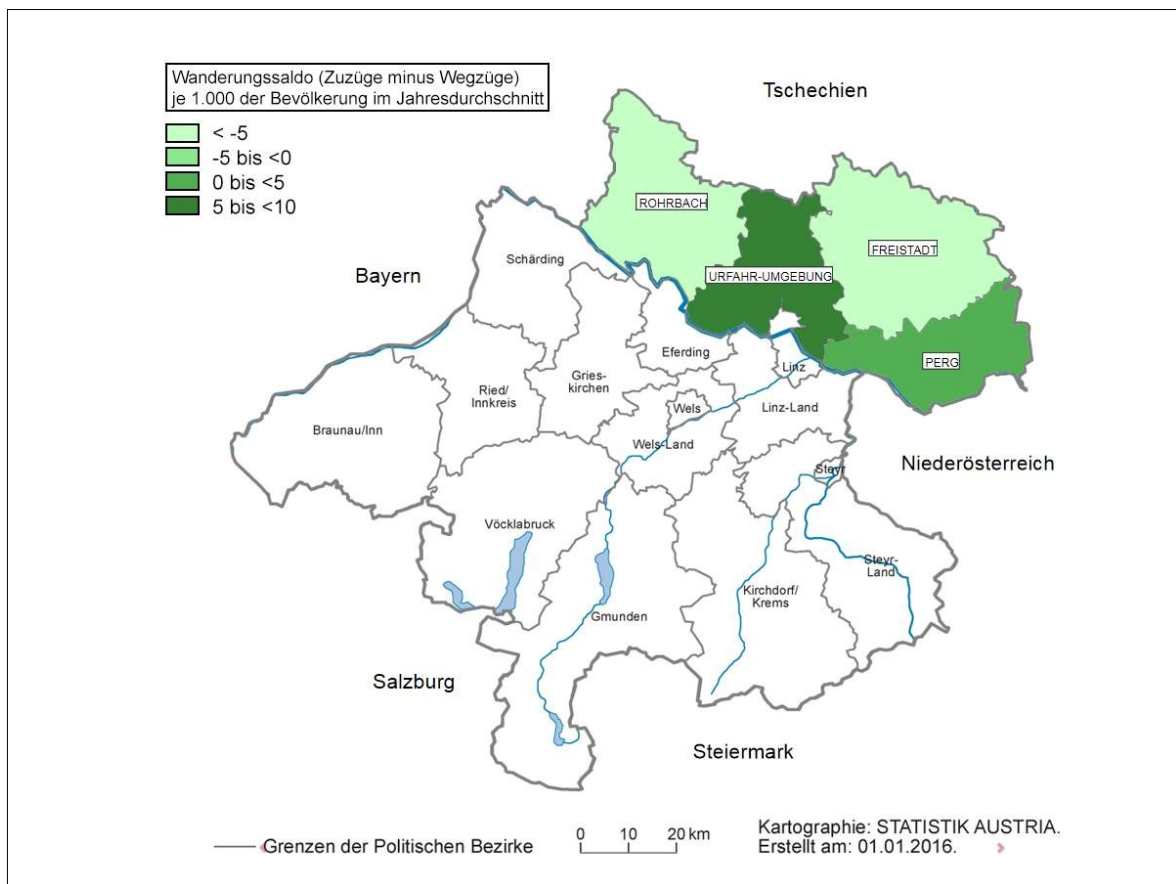 Wanderungssaldo (Zuzüge minus Wegzüge)
je 1.000 der Bevölkerung im Jahresdurchschnitt
< -5
-5 bis <0
0 bis <5
5 bis <10
Tschechien
ROHRBACH
FREISTADT
Schärding
Bayern
URFAHR-UMGEBUNG
Eferding
PERG
Linz
Gries-
kirchen
Ried/
Innkreis
Wels
Linz-Land
Braunau/Inn
Wels-Land
Niederösterreich
Steyr
Vöcklabruck
Steyr-
Land
Kirchdorf/
Krems
Gmunden
Salzburg
Steiermark
Grenzen der Politischen Bezirke
0 10 20 km
Kartographie: STATISTIK AUSTRIA.
Erstellt am: 01.01.2016.